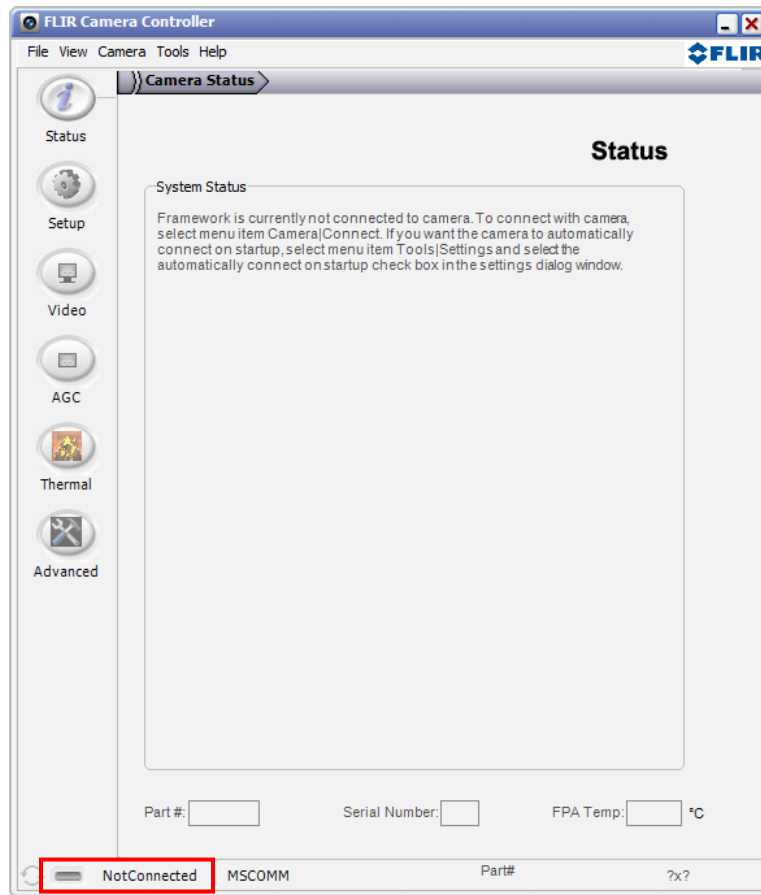 FLIR Camera Controller
File View Camera Tools Help
FLIR
Camera Status
Status
Setup
Video
AGC
Thermal
Advanced
Status
System Status
Framework is currently not connected to camera. To connect with camera,
select menu item Camera|Connect. If you want the camera to automatically
connect on startup, select menu item Tools|Settings and select the
automatically connect on startup check box in the settings dialog window.
Part #:
Serial Number:
FPA Temp:
°C
NotConnected
MSCOMM
Part#
?x?